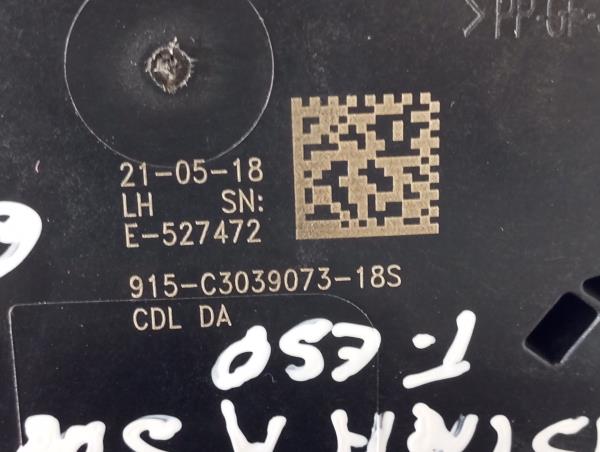 >PP-GF-
21-05-18
LH SN:
E-527472
915-C3039073-18S
CDL DA